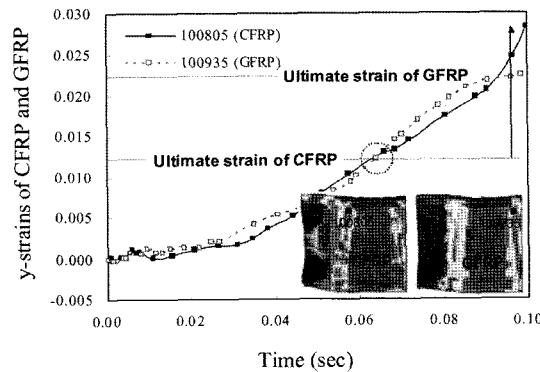 0.030
0.025
0.020
0.015
0.010
0.005
0.000
-0.005
y-strains of CFRP and GFRP
100805 (CFRP)
100935 (GFRP)
Ultimate strain of GFRP
Ultimate strain of CFRP
0.00
0.02
0.04
0.06
0.08
0.10
Time (sec)